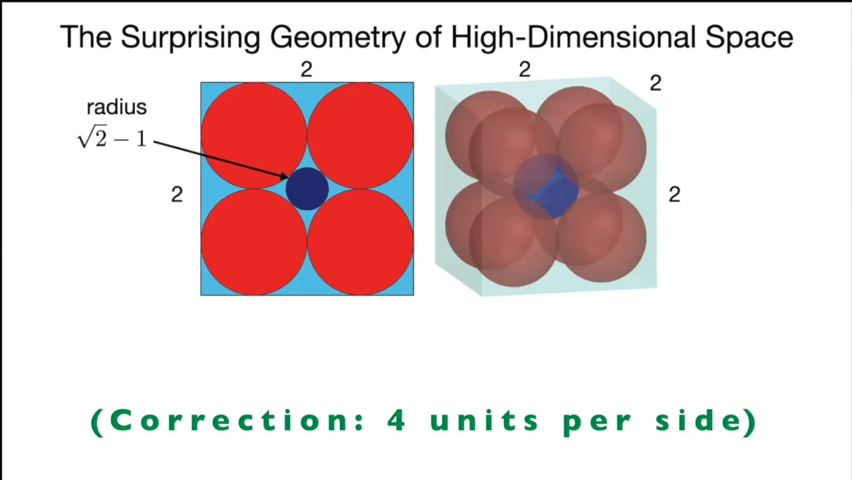 The Surprising Geometry of High-Dimensional Space
2
2
2
radius
√2 − 1
2
2
(Correction: 4 units per side)